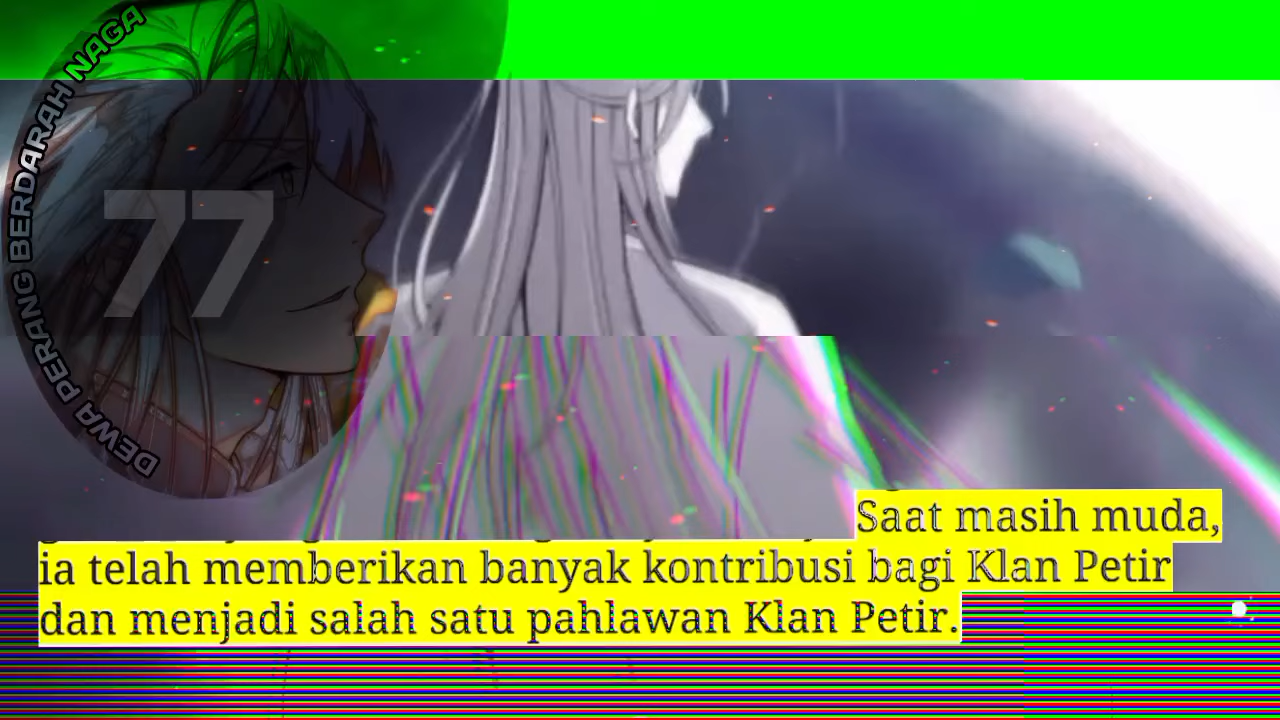 DEWA PERANG BERDARAH NAGA
77
Saat masih muda,
ia telah memberikan banyak kontribusi bagi Klan Petir
dan menjadi salah satu pahlawan Klan Petir.